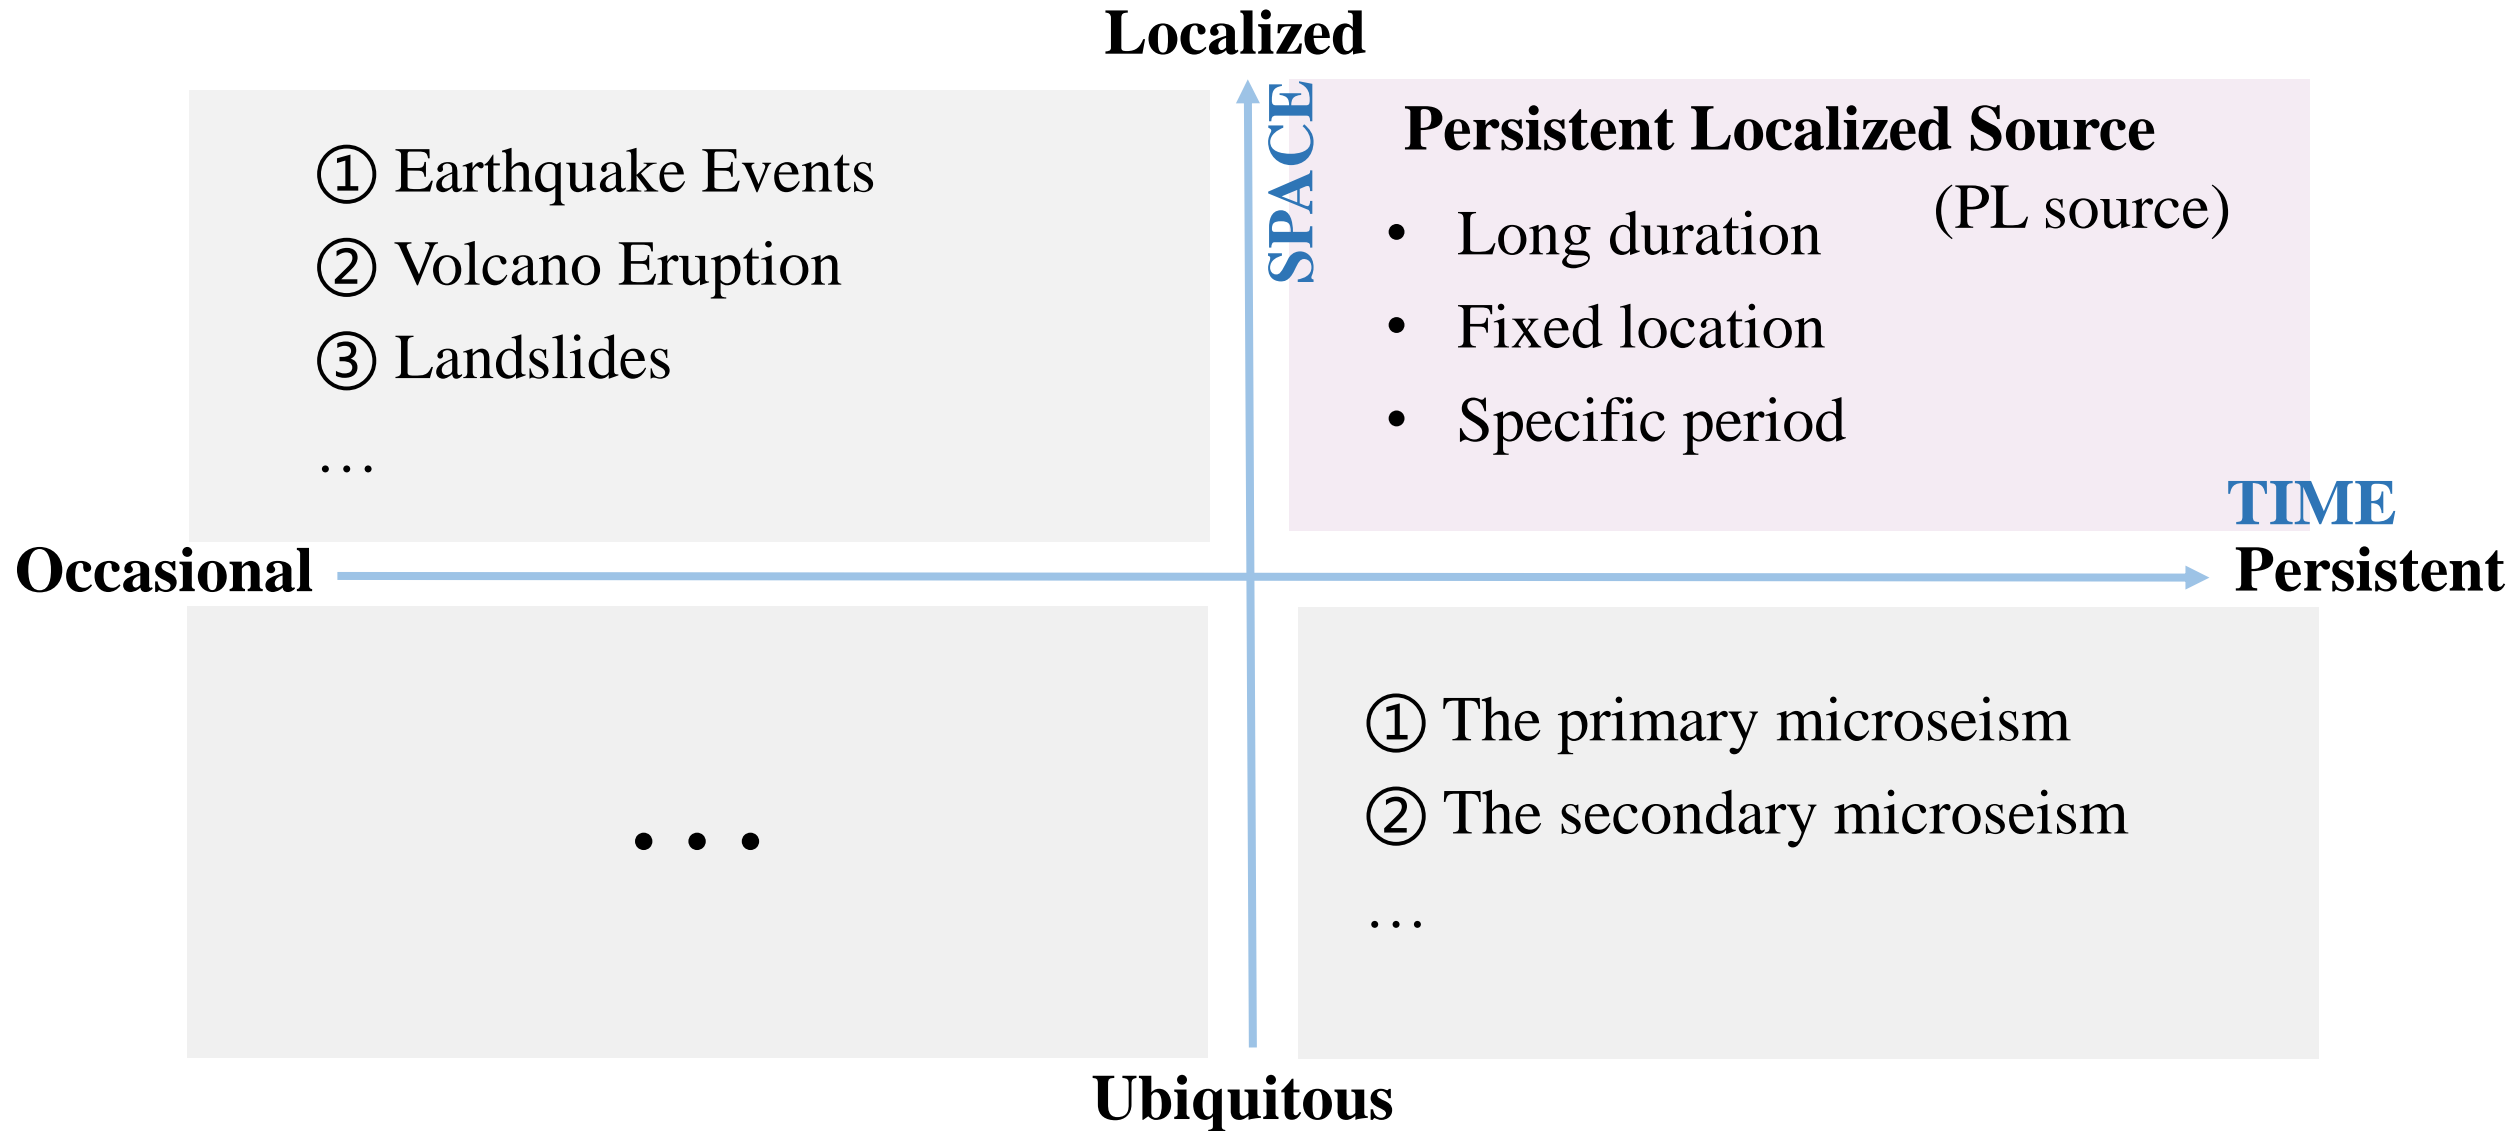 Localized
SPACE
① Eathquake Events
② Volcano Eruption
③ Landslides
...
Persistent Localized Source
(PL source)
• Long duration
• Fixed location
• Specific period
TIME
Occasional
Persistent
...
① The primary microseism
② The secondary microseism
...
Ubiquitous